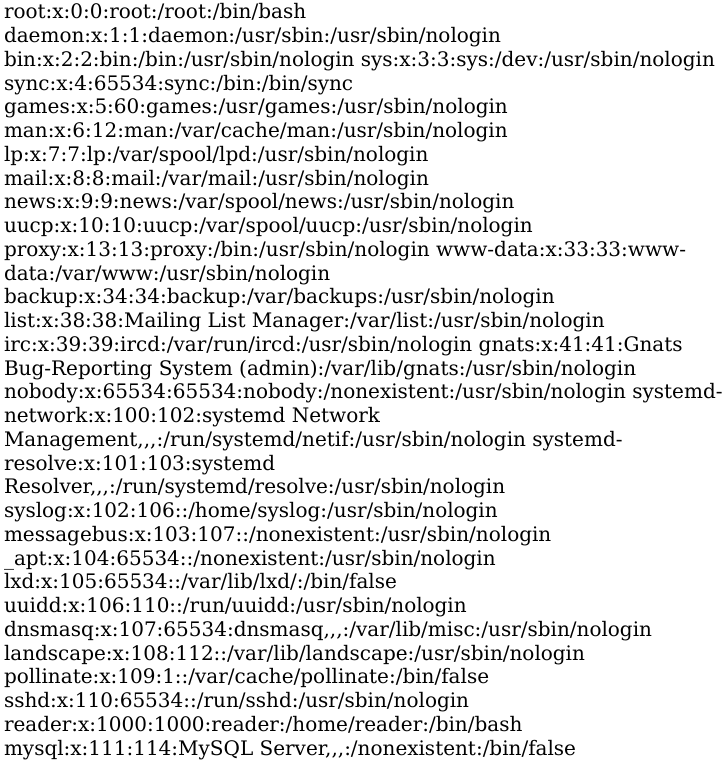 root:x:0:0:root:/root:/bin/bash
daemon:x:1:1:daemon:/usr/sbin:/usr/sbin/nologin
bin:x:2:2:bin:/bin:/usr/sbin/nologin sys:x:3:3:sys:/dev:/usr/sbin/nologin
sync:x:4:65534:sync:/bin:/bin/sync
games:x:5:60:games:/usr/games:/usr/sbin/nologin
man:x:6:12:man:/var/cache/man:/usr/sbin/nologin
lp:x:7:7:lp:/var/spool/lpd:/usr/sbin/nologin
mail:x:8:8:mail:/var/mail:/usr/sbin/nologin
news:x:9:9:news:/var/spool/news:/usr/sbin/nologin
uucp:x:10:10:uucp:/var/spool/uucp:/usr/sbin/nologin
proxy:x:13:13:proxy:/bin:/usr/sbin/nologin www-data:x:33:33:www-
data:/var/www:/usr/sbin/nologin
backup:x:34:34:backup:/var/backups:/usr/sbin/nologin
list:x:38:38:Mailing List Manager:/var/list:/usr/sbin/nologin
irc:x:39:39:ircd:/var/run/ircd:/usr/sbin/nologin gnats:x:41:41:Gnats
Bug-Reporting System (admin):/var/lib/gnats:/usr/sbin/nologin
nobody:x:65534:65534:nobody:/nonexistent:/usr/sbin/nologin systemd-
network:x:100:102:systemd Network
Management,,,:/run/systemd/netif:/usr/sbin/nologin systemd-
resolve:x:101:103:systemd
Resolver,,,:/run/systemd/resolve:/usr/sbin/nologin
syslog:x:102:106::/home/syslog:/usr/sbin/nologin
messagebus:x:103:107::/nonexistent:/usr/sbin/nologin
_apt:x:104:65534::/nonexistent:/usr/sbin/nologin
lxd:x:105:65534::/var/lib/lxd/:/bin/false
uuidd:x:106:110::/run/uuidd:/usr/sbin/nologin
dnsmasq:x:107:65534:dnsmasq,,,:/var/lib/misc:/usr/sbin/nologin
landscape:x:108:112::/var/lib/landscape:/usr/sbin/nologin
pollinate:x:109:1::/var/cache/pollinate:/bin/false
sshd:x:110:65534::/run/sshd:/usr/sbin/nologin
reader:x:1000:1000:reader:/home/reader:/bin/bash
mysql:x:111:114:MySQL Server,,,:/nonexistent:/bin/false